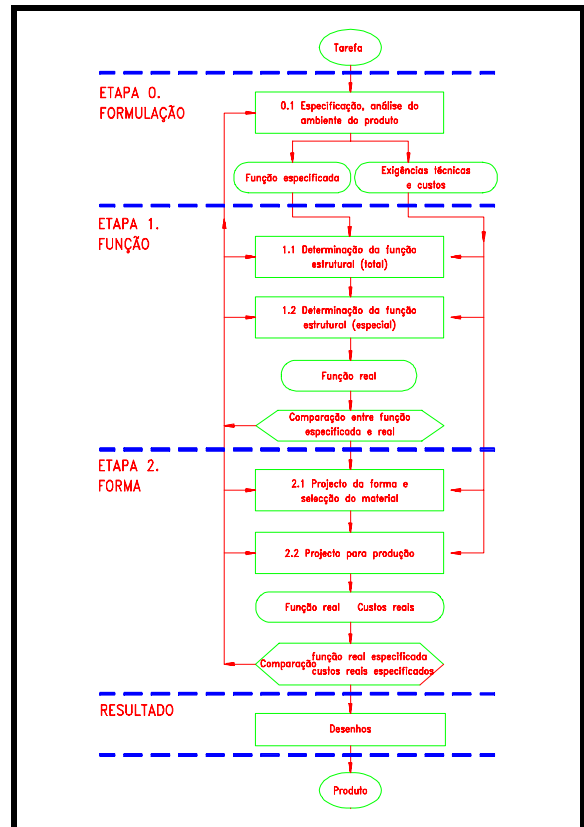 Tarefa
ETAPA 0.
FORMULAÇÃO
0.1 Especificação, análise do
ambiente do produto
Função especificada
Exigências técnicas
e custos
ETAPA 1.
FUNÇÃO
1.1 Determinação da função
estrutural (total)
1.2 Determinação da função
estrutural (especial)
Função real
Comparação entre função
especificada e real
ETAPA 2.
FORMA
2.1 Projecto da forma e
selecção do material
2.2 Projecto para produção
Função real Custos reais
Comparação
função real especificada
custos reais especificados
RESULTADO
Desenhos
Produto